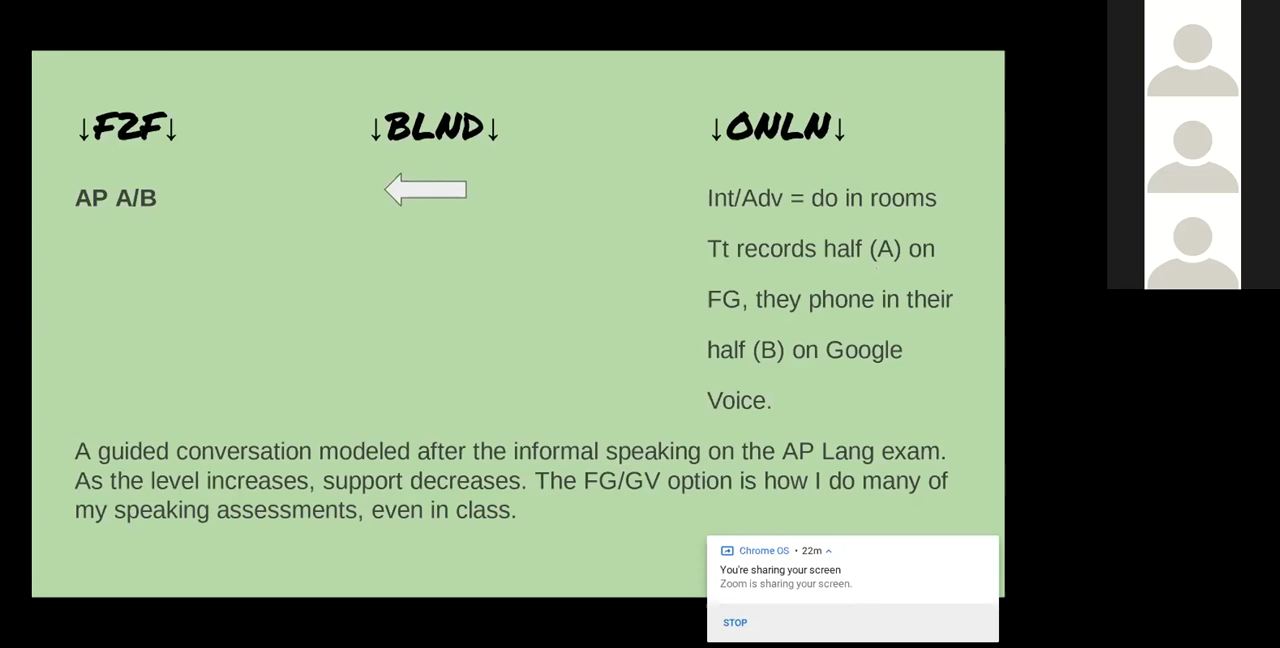 ↓F2F↓
↓BLND↓
↓ONLN↓
AP A/B
Int/Adv = do in rooms
Tt records half (A) on
FG, they phone in their
half (B) on Google
Voice.
A guided conversation modeled after the informal speaking on the AP Lang exam.
As the level increases, support decreases. The FG/GV option is how I do many of
my speaking assessments, even in class.
Chrome OS • 22m
You're sharing your screen
Zoom is sharing your screen.
STOP